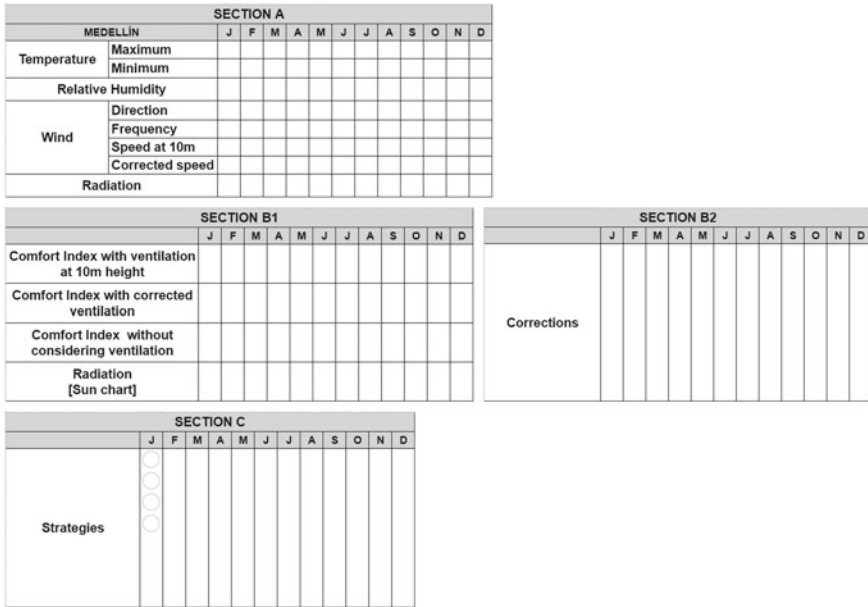 SECTION A
MEDELLÍN J F M A M J J A S O N D
Temperature
Maximum
Minimum
Relative Humidity
Wind
Direction
Frequency
Speed at 10m
Corrected speed
Radiation
SECTION B1
J F M A M J J A S O N D
Comfort Index with ventilation
at 10m height
Comfort Index with corrected
ventilation
Comfort Index without
considering ventilation
Radiation
[Sun chart]
SECTION B2
J F M A M J J A S O N D
Corrections
SECTION C
J F M A M J J A S O N D
Strategies